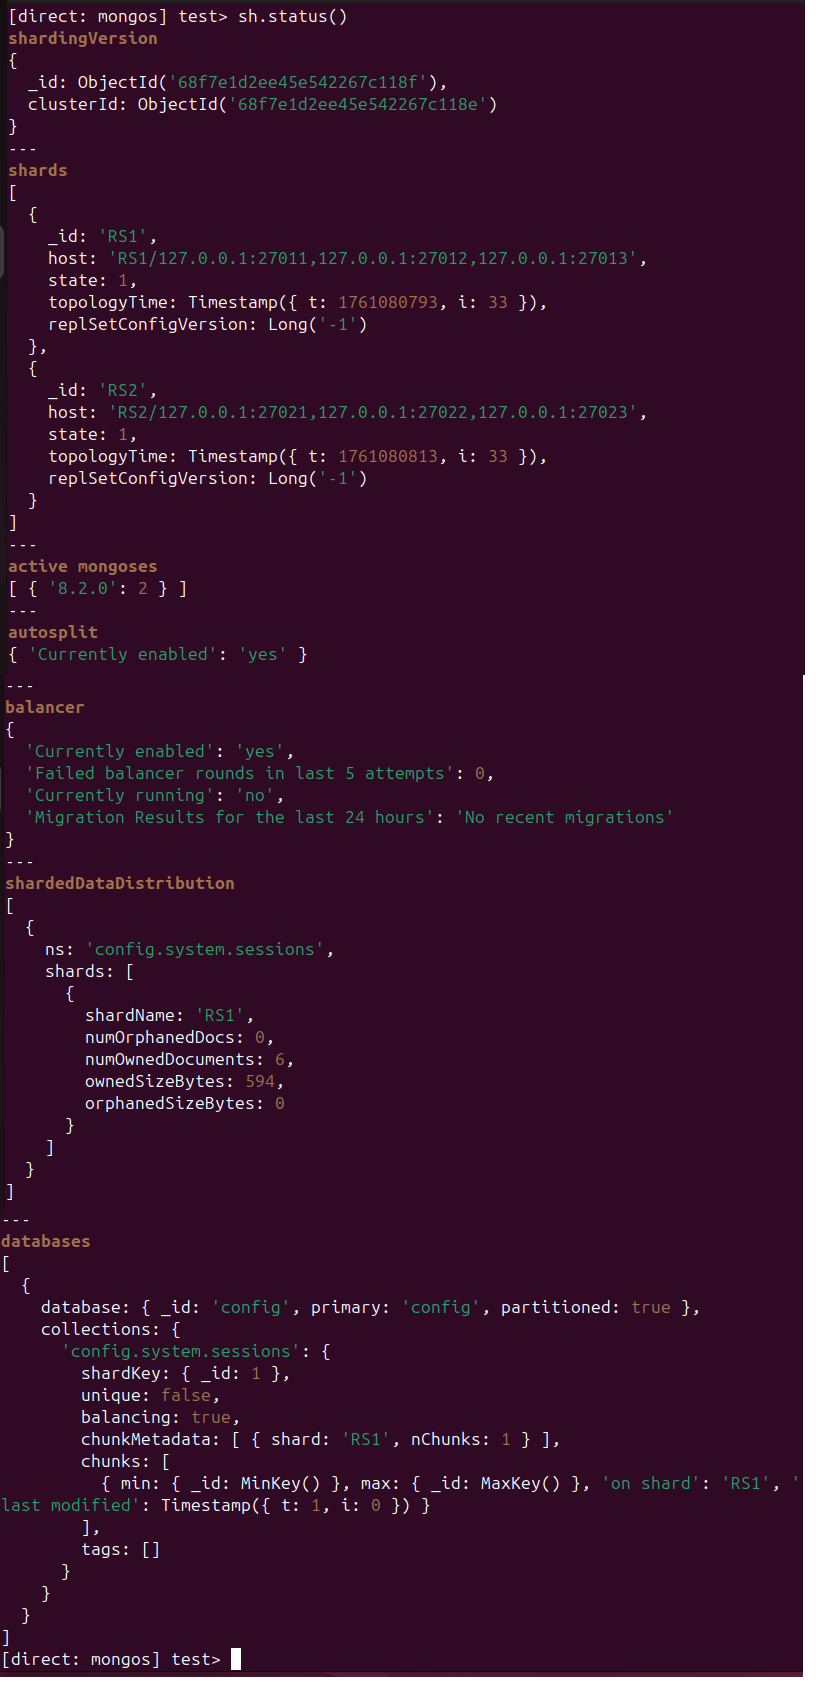 [direct: mongos] test> sh.status()
shardingVersion
{
  _id: ObjectId('68f7e1d2ee45e542267c118f'),
  clusterId: ObjectId('68f7e1d2ee45e542267c118e')
}
---
shards
[
  {
    _id: 'RS1',
    host: 'RS1/127.0.0.1:27011,127.0.0.1:27012,127.0.0.1:27013',
    state: 1,
    topologyTime: Timestamp({ t: 1761080793, i: 33 }),
    replSetConfigVersion: Long('-1')
  },
  {
    _id: 'RS2',
    host: 'RS2/127.0.0.1:27021,127.0.0.1:27022,127.0.0.1:27023',
    state: 1,
    topologyTime: Timestamp({ t: 1761080813, i: 33 }),
    replSetConfigVersion: Long('-1')
  }
]
---
active mongoses
[ { '8.2.0': 2 } ]
---
autosplit
{ 'Currently enabled': 'yes' }
---
balancer
{
  'Currently enabled': 'yes',
  'Failed balancer rounds in last 5 attempts': 0,
  'Currently running': 'no',
  'Migration Results for the last 24 hours': 'No recent migrations'
}
---
shardedDataDistribution
[
  {
    ns: 'config.system.sessions',
    shards: [
      {
        shardName: 'RS1',
        numOrphanedDocs: 0,
        numOwnedDocuments: 6,
        ownedSizeBytes: 594,
        orphanedSizeBytes: 0
      }
    ]
  }
]
---
databases
[
  {
    database: { _id: 'config', primary: 'config', partitioned: true },
    collections: {
      'config.system.sessions': {
        shardKey: { _id: 1 },
        unique: false,
        balancing: true,
        chunkMetadata: [ { shard: 'RS1', nChunks: 1 } ],
        chunks: [
          { min: { _id: MinKey() }, max: { _id: MaxKey() }, 'on shard': 'RS1', '
last modified': Timestamp({ t: 1, i: 0 }) }
        ],
        tags: []
      }
    }
  }
]
[direct: mongos] test>